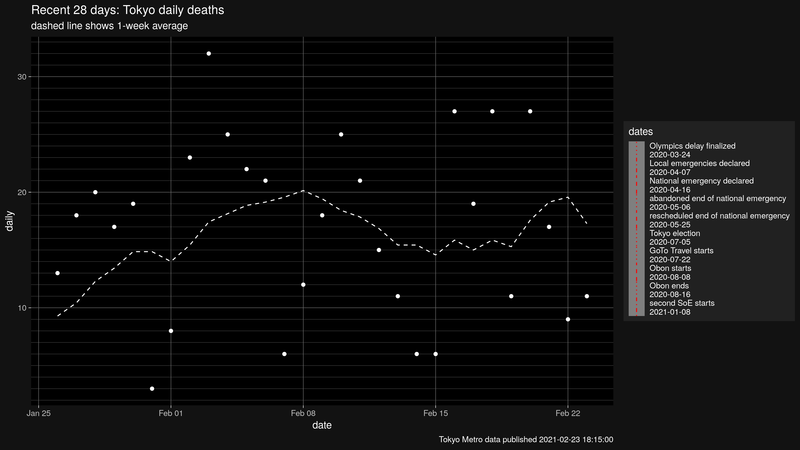 Recent 28 days: Tokyo daily deaths
dashed line shows 1-week average
daily
30
20
10
Jan 25
Feb 01
Feb 08
Feb 15
Feb 22
date
dates
Olympics delay finalized
2020-03-24
Local emergencies declared
2020-04-07
National emergency declared
2020-04-16
abandoned end of national emergency
2020-05-06
rescheduled end of national emergency
2020-05-25
Tokyo election
2020-07-05
GoTo Travel starts
2020-07-22
Obon starts
2020-08-08
Obon ends
2020-08-16
second SoE starts
2021-01-08
Tokyo Metro data published 2021-02-23 18:15:00